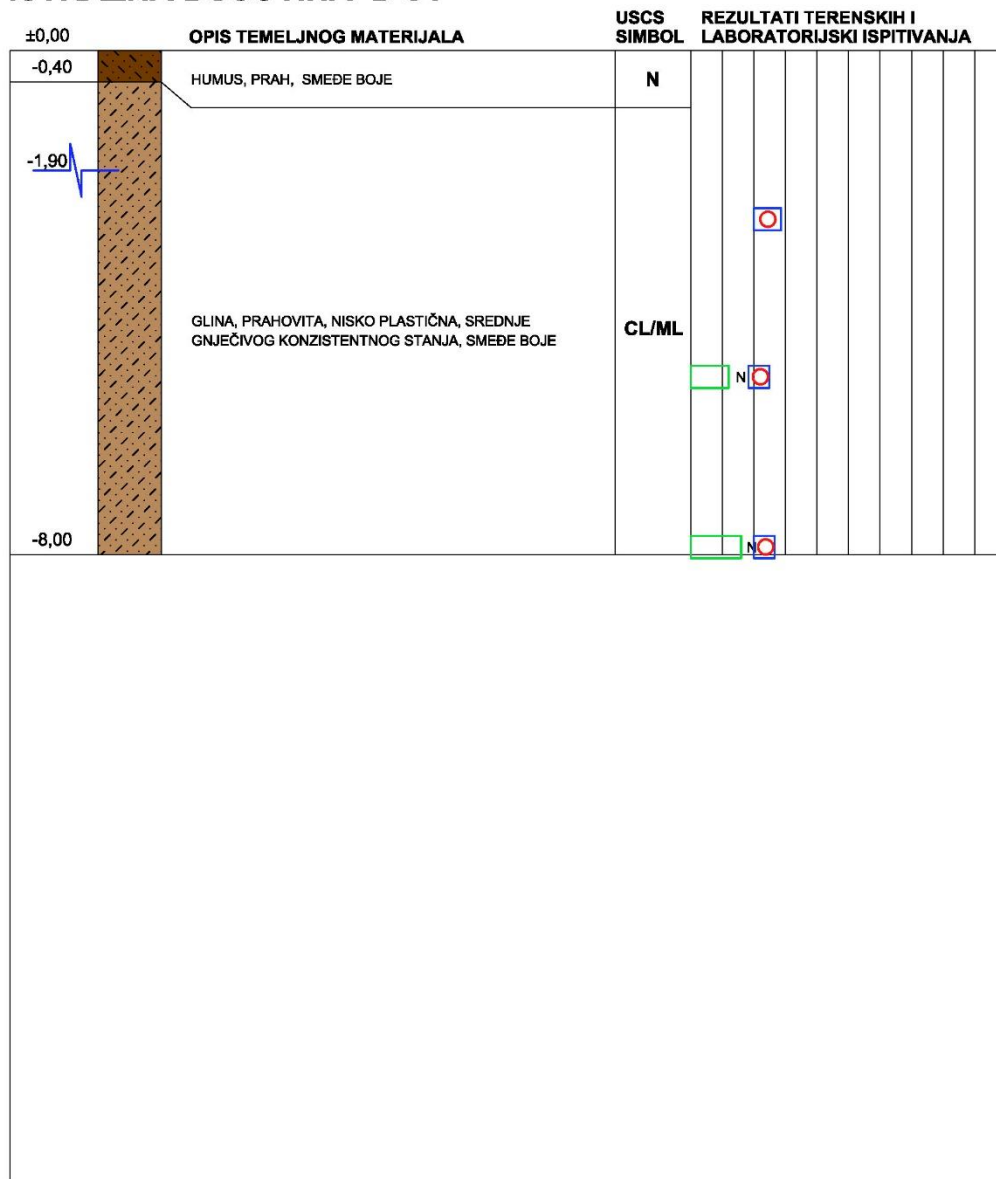 ±0,00
OPIS TEMELJNOG MATERIJALA
USCS
SIMBOL
REZULTATI TERENSKIH I
LABORATORIJSKI ISPITIVANJA
-0,40
HUMUS, PRAH, SMEĐE BOJE
N
-1,90
GLINA, PRAHOVITA, NISKO PLASTIČNA, SREDNJE
GNJEČIVOG KONZISTENTNOG STANJA, SMEĐE BOJE
CL/ML
N
-8,00
N